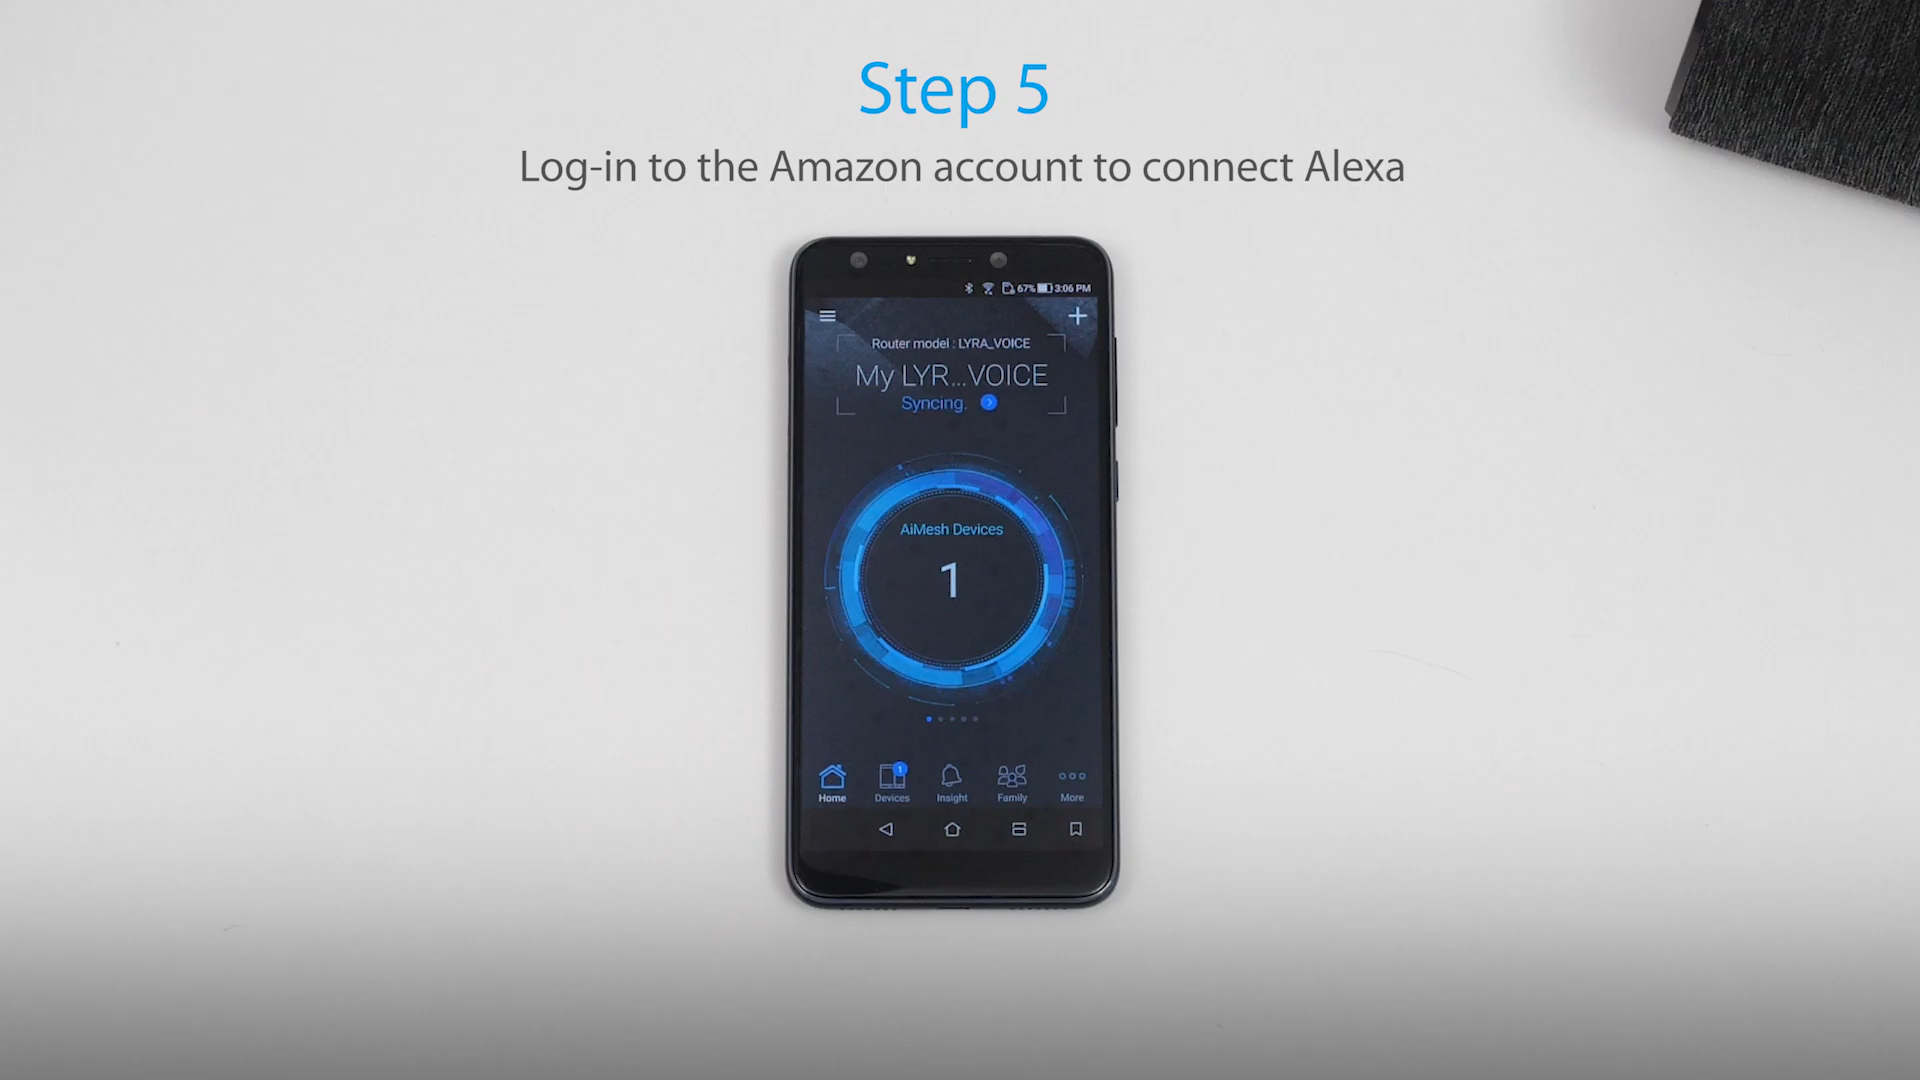 Step 5
Log-in to the Amazon account to connect Alexa
67% 3:06 PM
Router model : LYRA_VOICE
My LYR...VOICE
Syncing.
AiMesh Devices
1
1
Home Devices Insight Family More